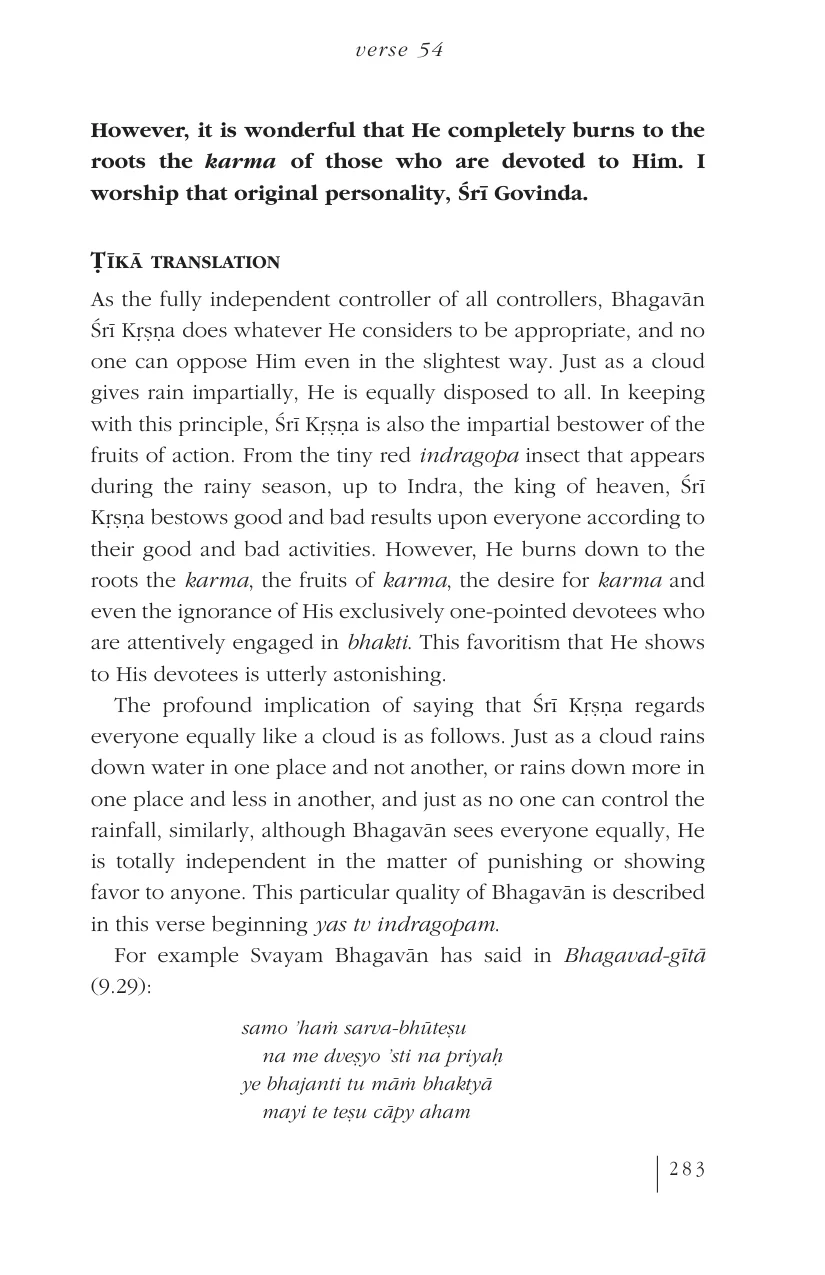 verse 54
However, it is wonderful that He completely burns to the
roots the karma of those who are devoted to Him. I
worship that original personality, Śrī Govinda.
Ṭīkā translation
As the fully independent controller of all controllers, Bhagavān
Śrī Kṛṣṇa does whatever He considers to be appropriate, and no
one can oppose Him even in the slightest way. Just as a cloud
gives rain impartially, He is equally disposed to all. In keeping
with this principle, Śrī Kṛṣṇa is also the impartial bestower of the
fruits of action. From the tiny red indragopa insect that appears
during the rainy season, up to Indra, the king of heaven, Śrī
Kṛṣṇa bestows good and bad results upon everyone according to
their good and bad activities. However, He burns down to the
roots the karma, the fruits of karma, the desire for karma and
even the ignorance of His exclusively one-pointed devotees who
are attentively engaged in bhakti. This favoritism that He shows
to His devotees is utterly astonishing.
The profound implication of saying that Śrī Kṛṣṇa regards
everyone equally like a cloud is as follows. Just as a cloud rains
down water in one place and not another, or rains down more in
one place and less in another, and just as no one can control the
rainfall, similarly, although Bhagavān sees everyone equally, He
is totally independent in the matter of punishing or showing
favor to anyone. This particular quality of Bhagavān is described
in this verse beginning yas tv indragopam.
For example Svayam Bhagavān has said in Bhagavad-gītā
(9.29):
samo ’haṁ sarva-bhūteṣu
na me dveṣyo ’sti na priyaḥ
ye bhajanti tu māṁ bhaktyā
mayi te teṣu cāpy aham
283